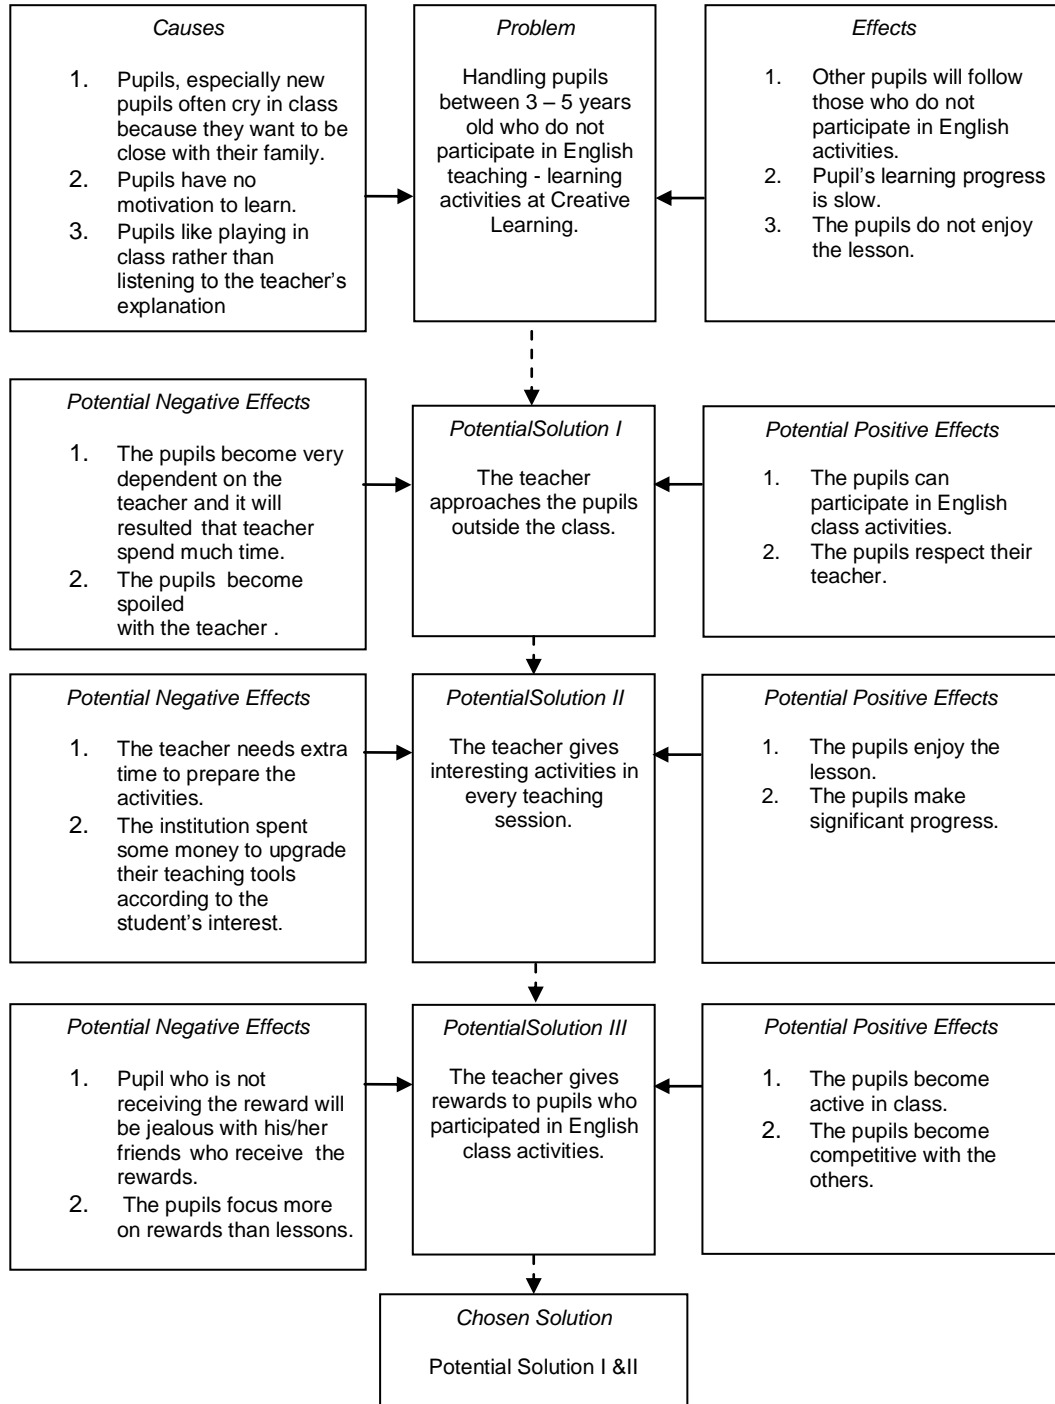 Causes
1. Pupils, especially new
pupils often cry in class
because they want to be
close with their family.
2. Pupils have no
motivation to learn.
3. Pupils like playing in
class rather than
listening to the teacher's
explanation
Problem
Handling pupils
between 3 – 5 years
old who do not
participate in English
teaching - learning
activities at Creative
Learning.
Effects
1. Other pupils will follow
those who do not
participate in English
activities.
2. Pupil's learning progress
is slow.
3. The pupils do not enjoy
the lesson.
Potential Negative Effects
1. The pupils become very
dependent on the
teacher and it will
resulted that teacher
spend much time.
2. The pupils become
spoiled
with the teacher .
PotentialSolution I
The teacher
approaches the pupils
outside the class.
Potential Positive Effects
1. The pupils can
participate in English
class activities.
2. The pupils respect their
teacher.
Potential Negative Effects
1. The teacher needs extra
time to prepare the
activities.
2. The institution spent
some money to upgrade
their teaching tools
according to the
student's interest.
PotentialSolution II
The teacher gives
interesting activities in
every teaching
session.
Potential Positive Effects
1. The pupils enjoy the
lesson.
2. The pupils make
significant progress.
Potential Negative Effects
1. Pupil who is not
receiving the reward will
be jealous with his/her
friends who receive the
rewards.
2. The pupils focus more
on rewards than lessons.
PotentialSolution III
The teacher gives
rewards to pupils who
participated in English
class activities.
Potential Positive Effects
1. The pupils become
active in class.
2. The pupils become
competitive with the
others.
Chosen Solution
Potential Solution I &II